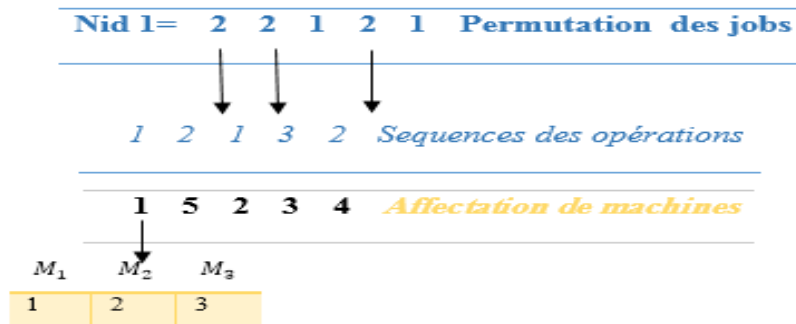 Nid 1= 2 2 1 2 1 Permutation des jobs
1 2 1 3 2 Sequences des opérations
1 5 2 3 4 Affectation de machines
M₁ M₂ M₃
1 2 3